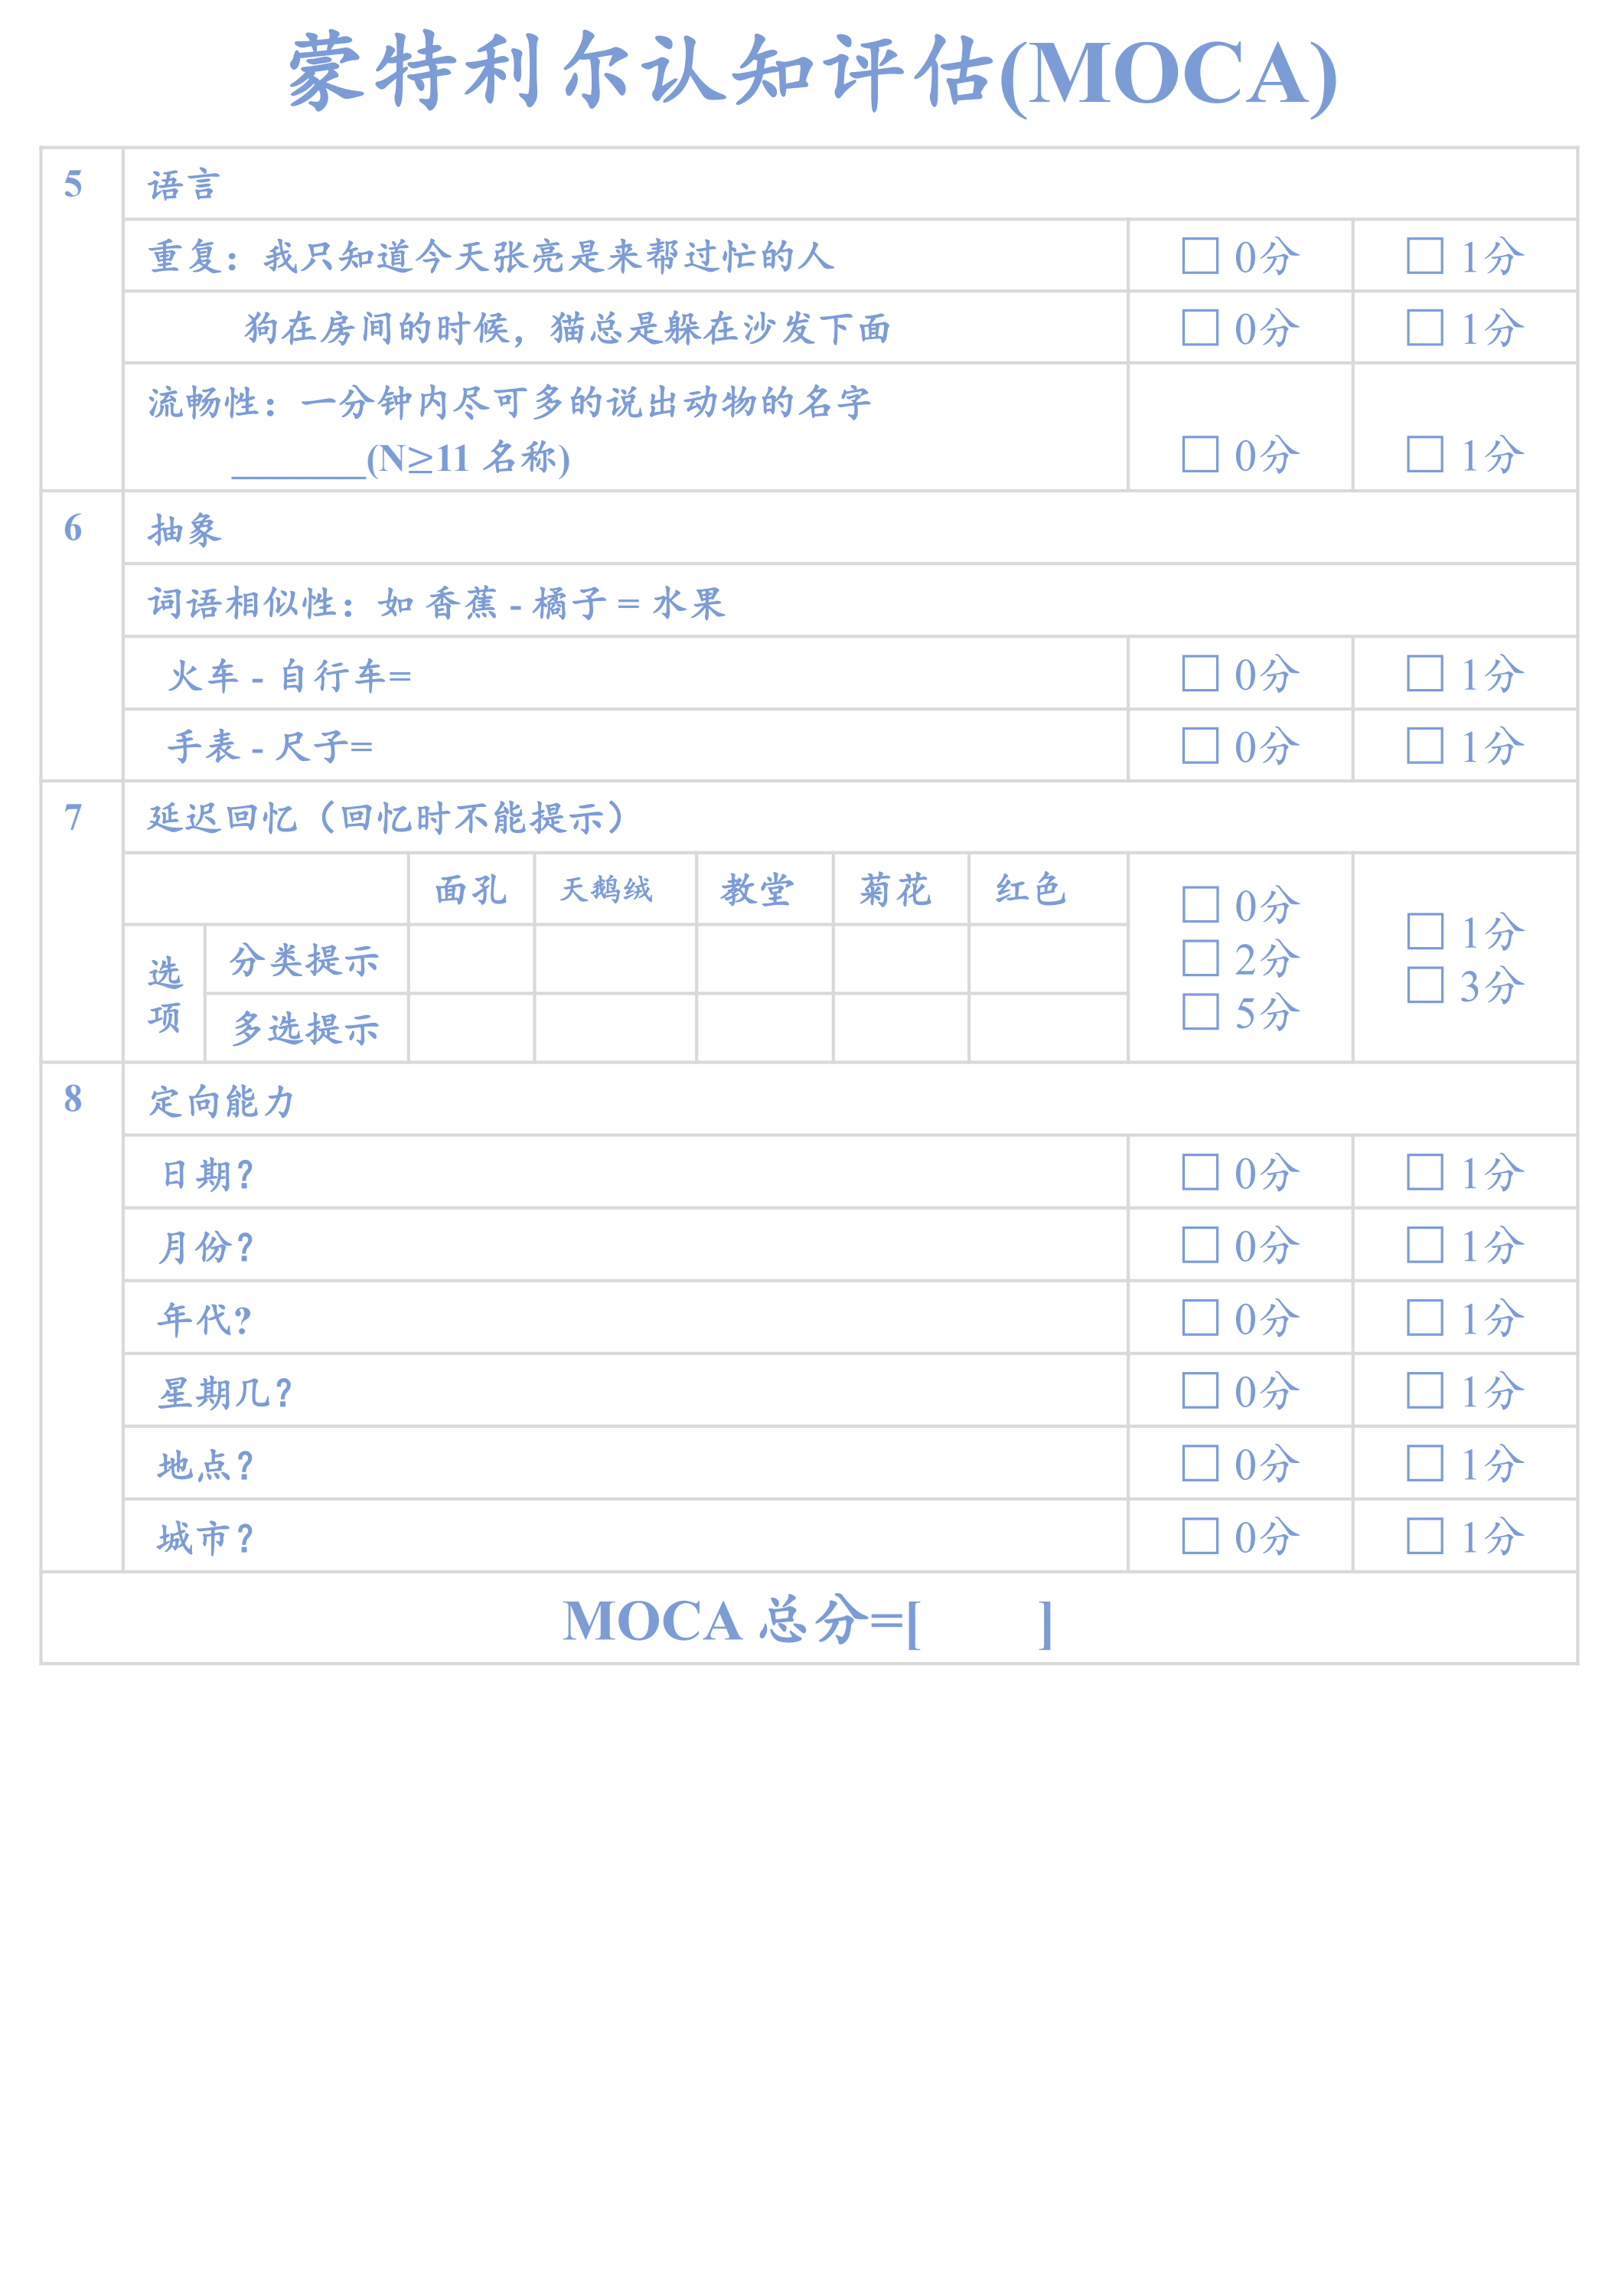 蒙特利尔认知评估(MOCA)
5 语言
重复：我只知道今天张亮是来帮过忙的人 □ 0分 □ 1分
狗在房间的时候，猫总是躲在沙发下面 □ 0分 □ 1分
流畅性：一分钟内尽可多的说出动物的名字
_______(N≥11 名称) □ 0分 □ 1分
6 抽象
词语相似性：如 香蕉 - 橘子 = 水果
火车 - 自行车= □ 0分 □ 1分
手表 - 尺子= □ 0分 □ 1分
7 延迟回忆（回忆时不能提示）
面孔 天鹅绒 教堂 菊花 红色
选项
分类提示
多选提示
□ 0分
□ 2分
□ 5分
□ 1分
□ 3分
8 定向能力
日期？ □ 0分 □ 1分
月份？ □ 0分 □ 1分
年代? □ 0分 □ 1分
星期几？ □ 0分 □ 1分
地点？ □ 0分 □ 1分
城市？ □ 0分 □ 1分
MOCA 总分=[ ]